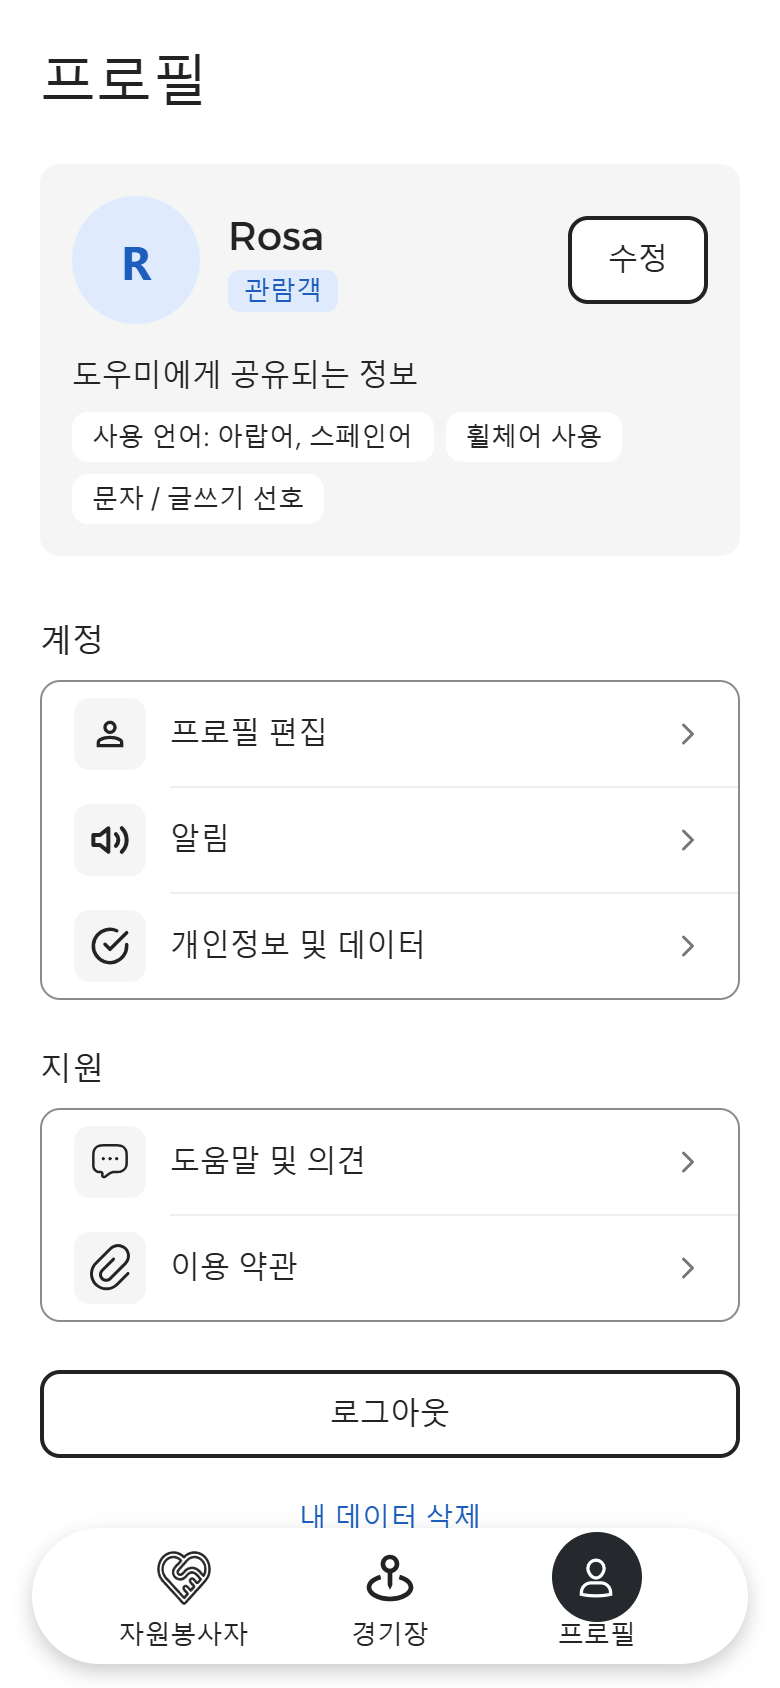 프로필
R
Rosa
관람객
수정
도우미에게 공유되는 정보
사용 언어: 아랍어, 스페인어
휠체어 사용
문자 / 글쓰기 선호
계정
프로필 편집
알림
개인정보 및 데이터
지원
도움말 및 의견
이용 약관
로그아웃
내 데이터 삭제
자원봉사자
경기장
프로필